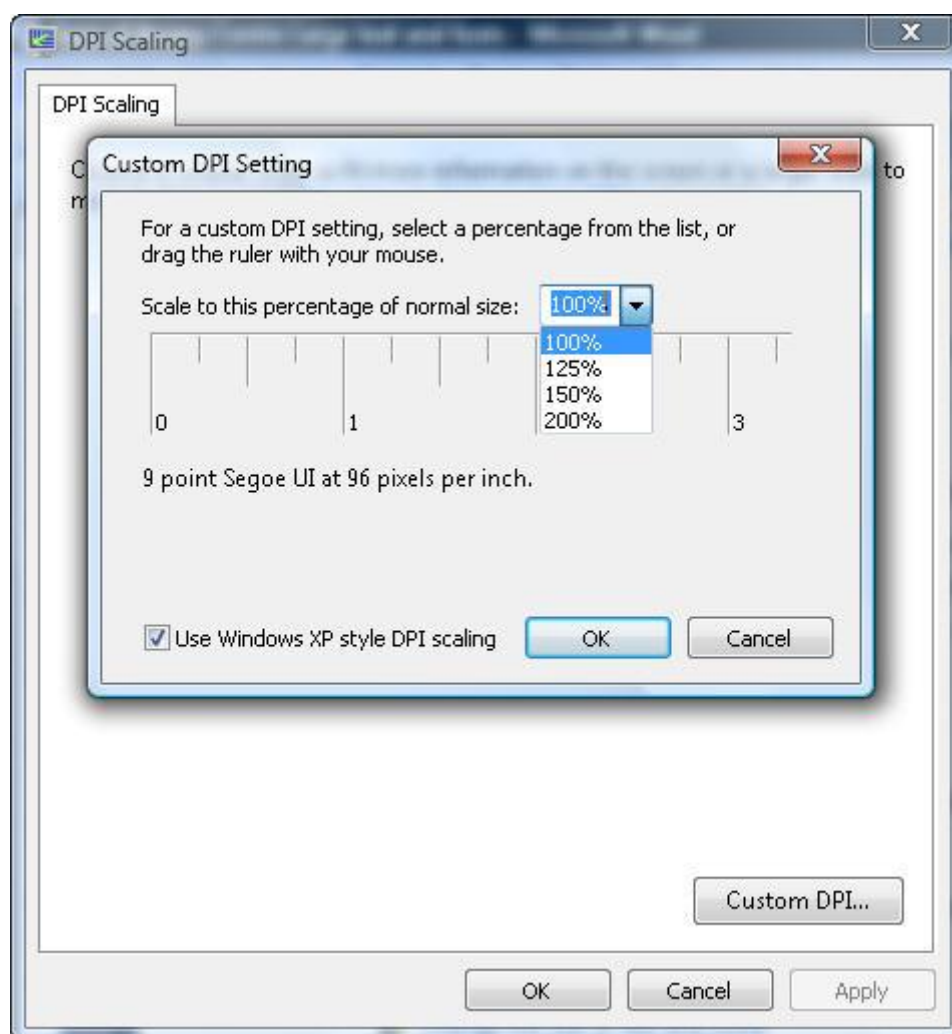 DPI Scaling
DPI Scaling
to
Custom DPI Setting
For a custom DPI setting, select a percentage from the list, or
drag the ruler with your mouse.
Scale to this percentage of normal size: 100%
100%
125%
150%
200%
0 1 3
9 point Segoe UI at 96 pixels per inch.
Use Windows XP style DPI scaling OK Cancel
Custom DPI...
OK Cancel Apply